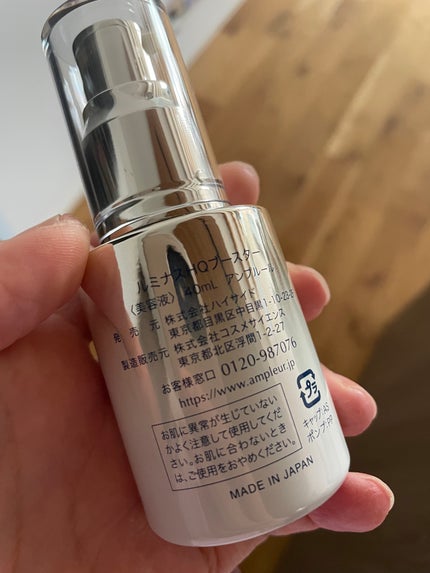 ルミナスHQブースター
〈美容液〉 40mL アンプルール
発 売 元 株式会社ハイサイド
東京都目黒区中目黒1-10-23-2F
製造販売元 株式会社コスメサイエンス
東京都北区浮間1-2-27
お客様窓口 0120-987076
https://www.ampleur.jp
お肌に異常が生じていない
かよく注意して使用してくだ
さい。お肌に合わないとき
は、ご使用をおやめください。
プラ
キャップ:AS
ポンプ:PP
MADE IN JAPAN